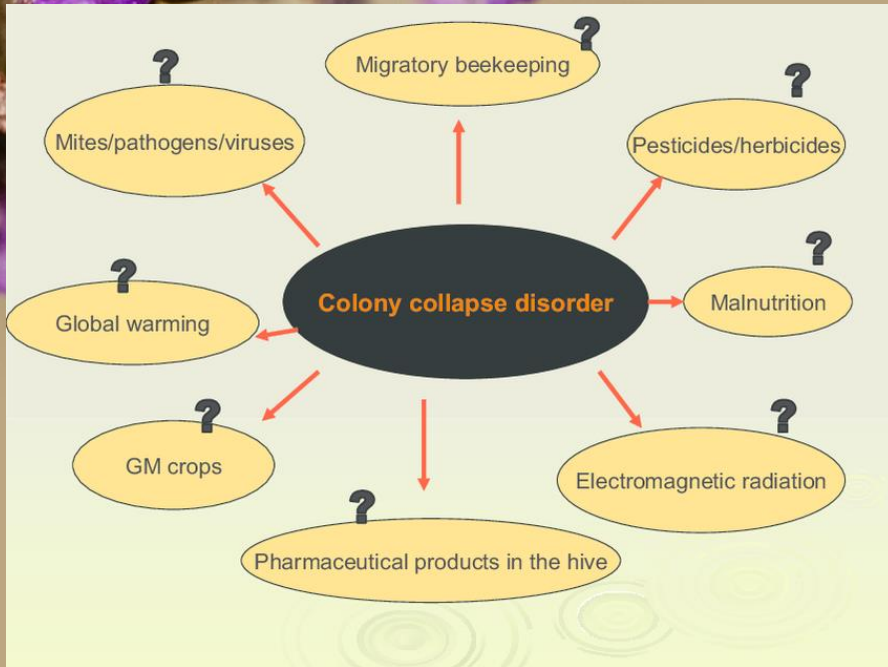 ?
Migratory beekeeping
?
Mites/pathogens/viruses
?
Pesticides/herbicides
?
Malnutrition
Colony collapse disorder
?
Global warming
?
GM crops
?
Electromagnetic radiation
?
Pharmaceutical products in the hive